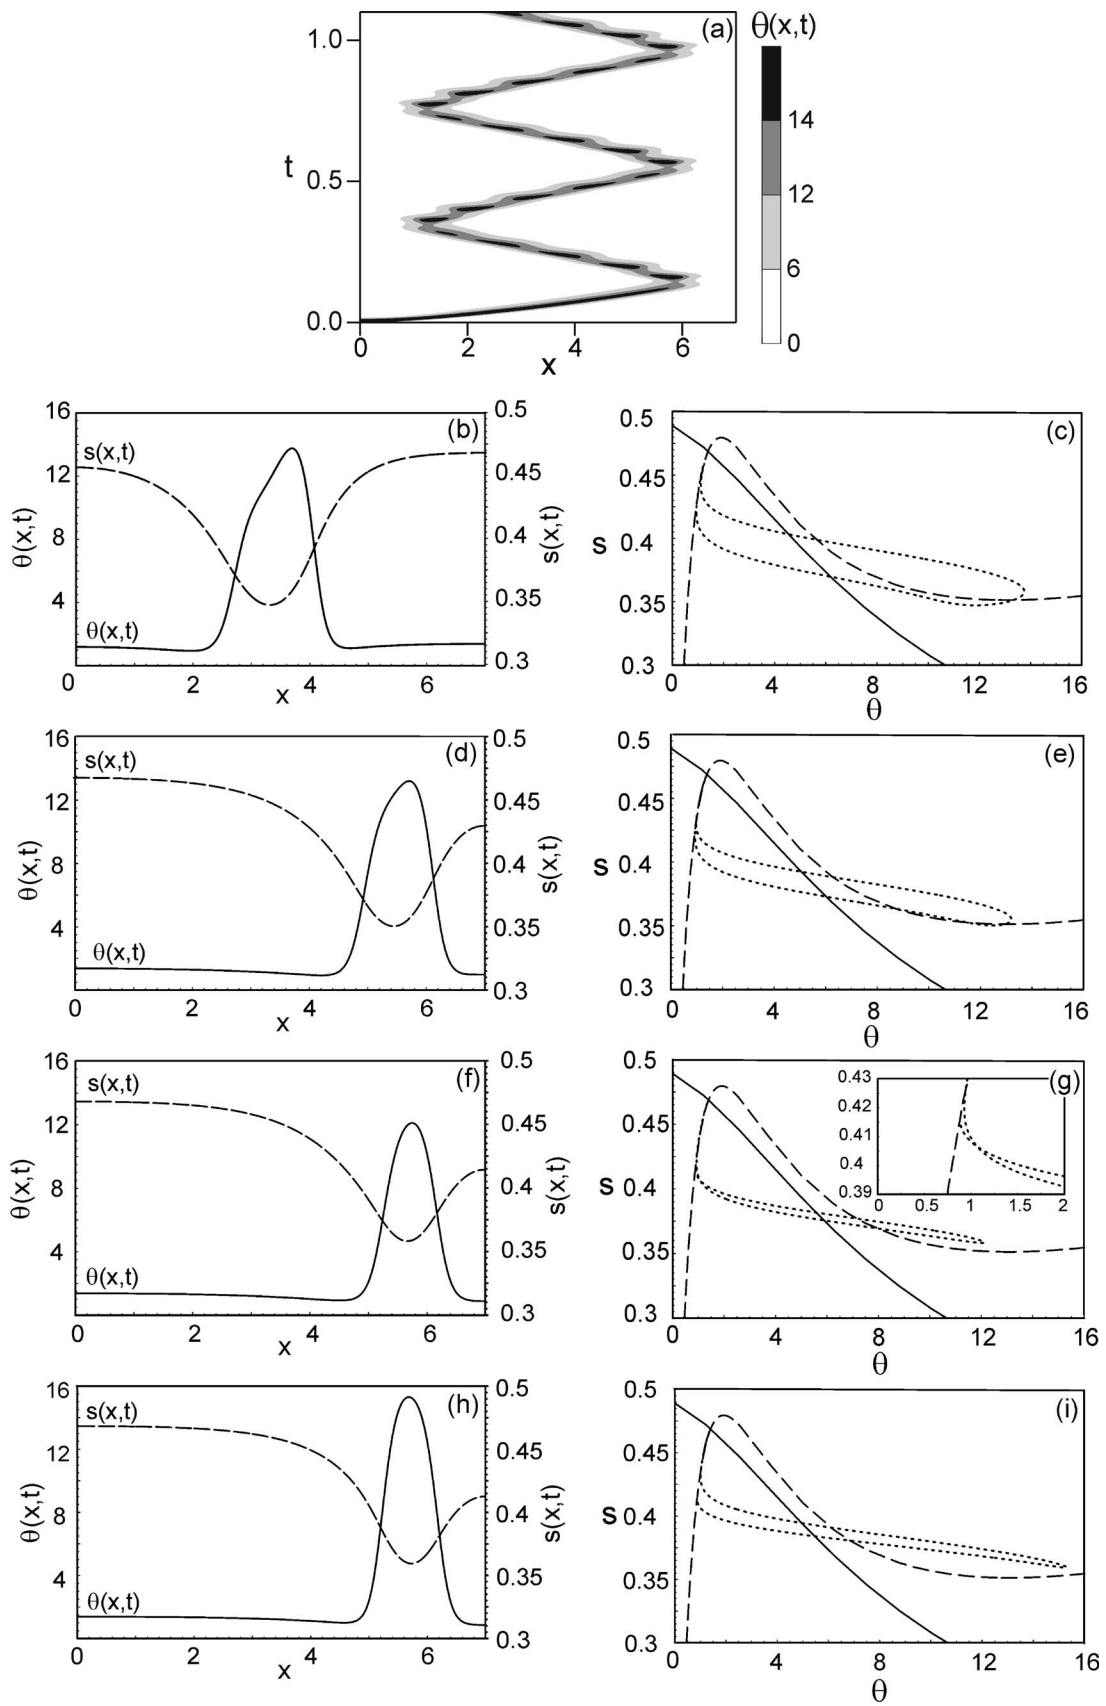 (a) θ(x,t)
1.0
14
t
0.5
12
6
0.0
0
0 2 4 6
x
16 0.5 (b)
s(x,t)
12 0.45
θ(x,t) 8 0.4 s(x,t)
4 0.35
θ(x,t)
0.3
0 2 4 6
x
0.5 (c)
0.45
s 0.4
0.35
0.3
0 4 8 12 16
θ
16 0.5 (d)
s(x,t)
12 0.45
θ(x,t) 8 0.4 s(x,t)
4 0.35
θ(x,t)
0.3
0 2 4 6
x
0.5 (e)
0.45
s 0.4
0.35
0.3
0 4 8 12 16
θ
16 0.5 (f)
s(x,t)
12 0.45
θ(x,t) 8 0.4 s(x,t)
4 0.35
θ(x,t)
0.3
0 2 4 6
x
0.5 (g)
0.43
0.42
0.41
0.4
0.39
0 0.5 1 1.5 2
0.45
s 0.4
0.35
0.3
0 4 8 12 16
θ
16 0.5 (h)
s(x,t)
12 0.45
θ(x,t) 8 0.4 s(x,t)
4 0.35
θ(x,t)
0.3
0 2 4 6
x
0.5 (i)
0.45
s 0.4
0.35
0.3
0 4 8 12 16
θ